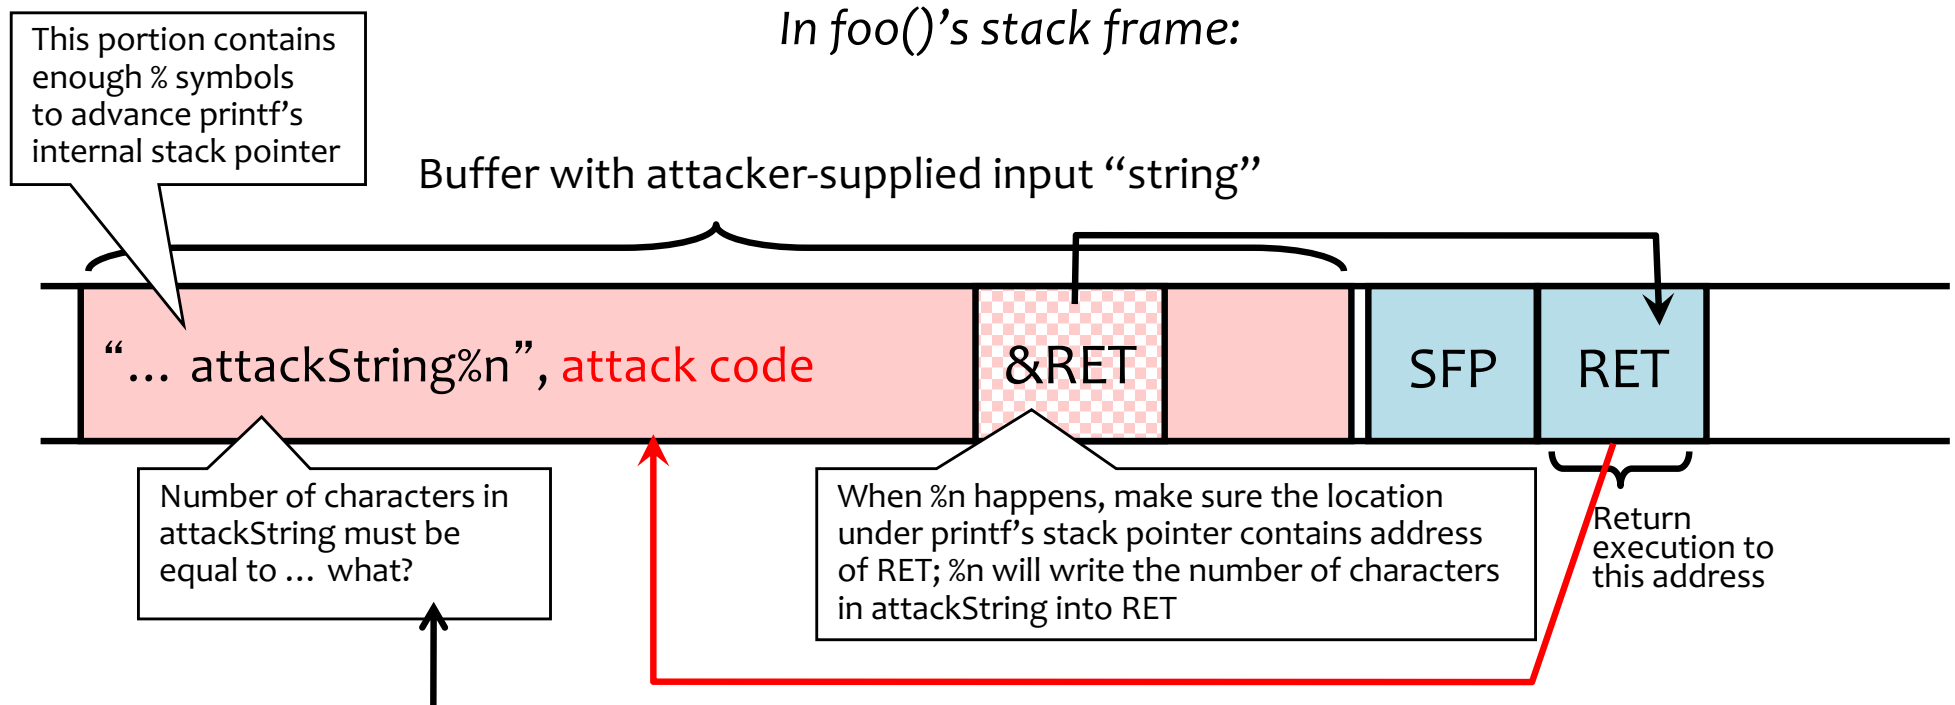 In foo()’s stack frame:
This portion contains
enough % symbols
to advance printf’s
internal stack pointer
Buffer with attacker-supplied input “string”
“… attackString%n”, attack code
&RET
SFP
RET
Number of characters in
attackString must be
equal to … what?
When %n happens, make sure the location
under printf’s stack pointer contains address
of RET; %n will write the number of characters
in attackString into RET
Return
execution to
this address